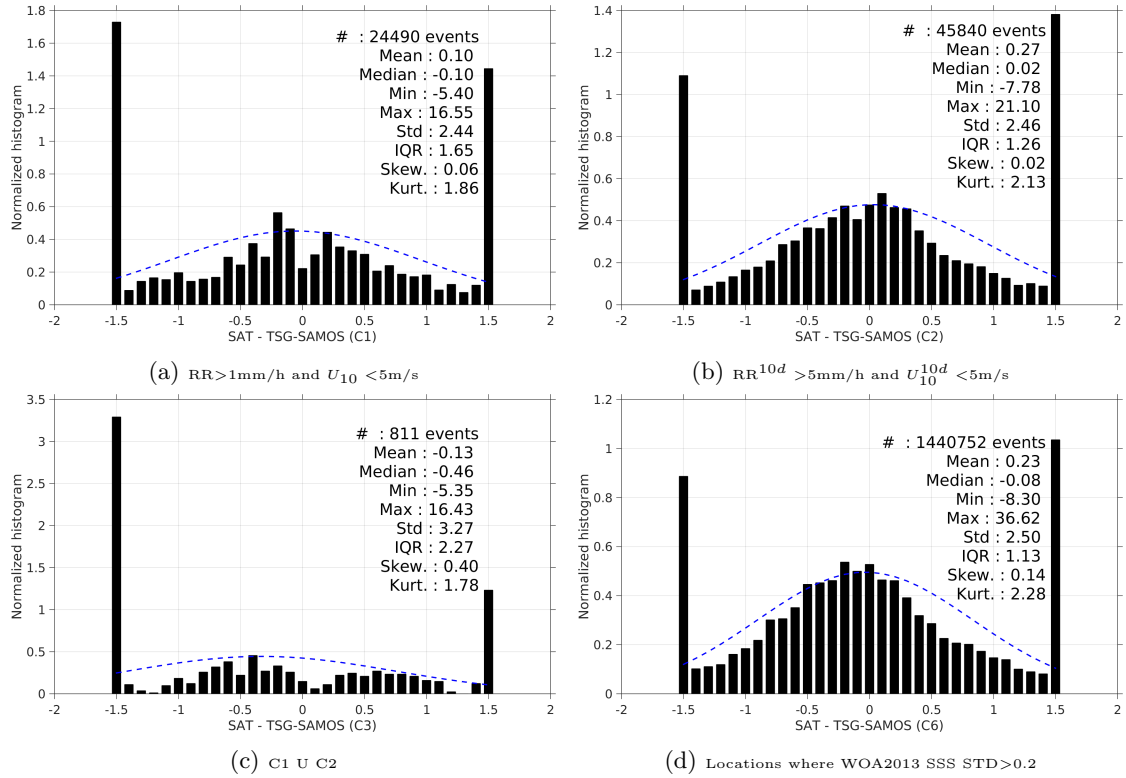 1.8
1.6
1.4
1.2
1
0.8
0.6
0.4
0.2
0
Normalized histogram
# : 24490 events
Mean : 0.10
Median : -0.10
Min : -5.40
Max : 16.55
Std : 2.44
IQR : 1.65
Skew. : 0.06
Kurt. : 1.86
-2 -1.5 -1 -0.5 0 0.5 1 1.5 2
SAT - TSG-SAMOS (C1)
(a) RR>1mm/h and U10 <5m/s
1.4
1.2
1
0.8
0.6
0.4
0.2
0
Normalized histogram
# : 45840 events
Mean : 0.27
Median : 0.02
Min : -7.78
Max : 21.10
Std : 2.46
IQR : 1.26
Skew. : 0.02
Kurt. : 2.13
-2 -1.5 -1 -0.5 0 0.5 1 1.5 2
SAT - TSG-SAMOS (C2)
(b) RR10d >5mm/h and U10 10d <5m/s
3.5
3
2.5
2
1.5
1
0.5
0
Normalized histogram
# : 811 events
Mean : -0.13
Median : -0.46
Min : -5.35
Max : 16.43
Std : 3.27
IQR : 2.27
Skew. : 0.40
Kurt. : 1.78
-2 -1.5 -1 -0.5 0 0.5 1 1.5 2
SAT - TSG-SAMOS (C3)
(c) C1 U C2
1.2
1
0.8
0.6
0.4
0.2
0
Normalized histogram
# : 1440752 events
Mean : 0.23
Median : -0.08
Min : -8.30
Max : 36.62
Std : 2.50
IQR : 1.13
Skew. : 0.14
Kurt. : 2.28
-2 -1.5 -1 -0.5 0 0.5 1 1.5 2
SAT - TSG-SAMOS (C6)
(d) Locations where WOA2013 SSS STD>0.2